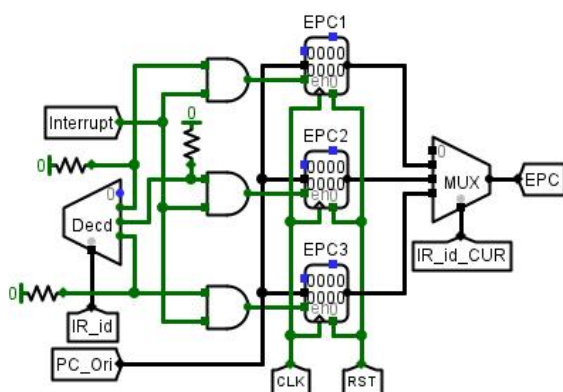 EPC1
0000
0000
en0
Interrupt
0
0
EPC2
0000
0000
en0
0
MUX
EPC
0
Decd
IR_id_CUR
EPC3
0000
0000
en0
0
IR_id
PC_Ori
CLK
RST